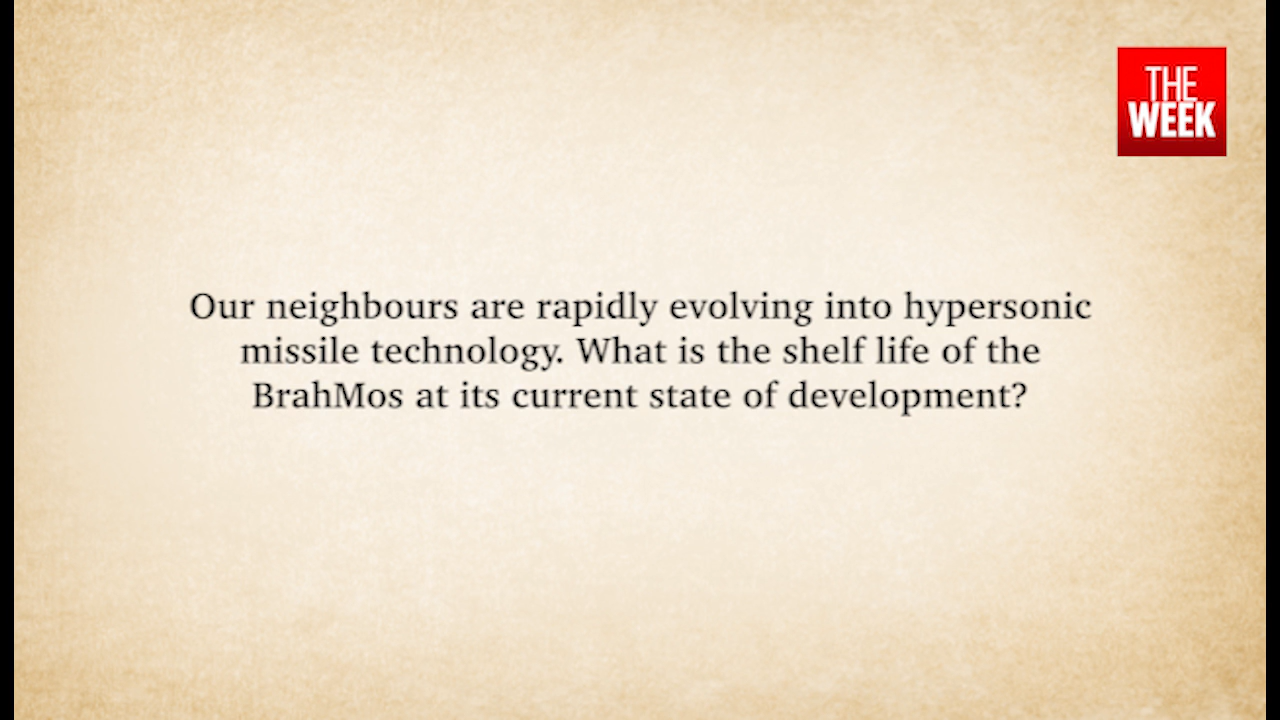 THE
WEEK
Our neighbours are rapidly evolving into hypersonic
missile technology. What is the shelf life of the
BrahMos at its current state of development?